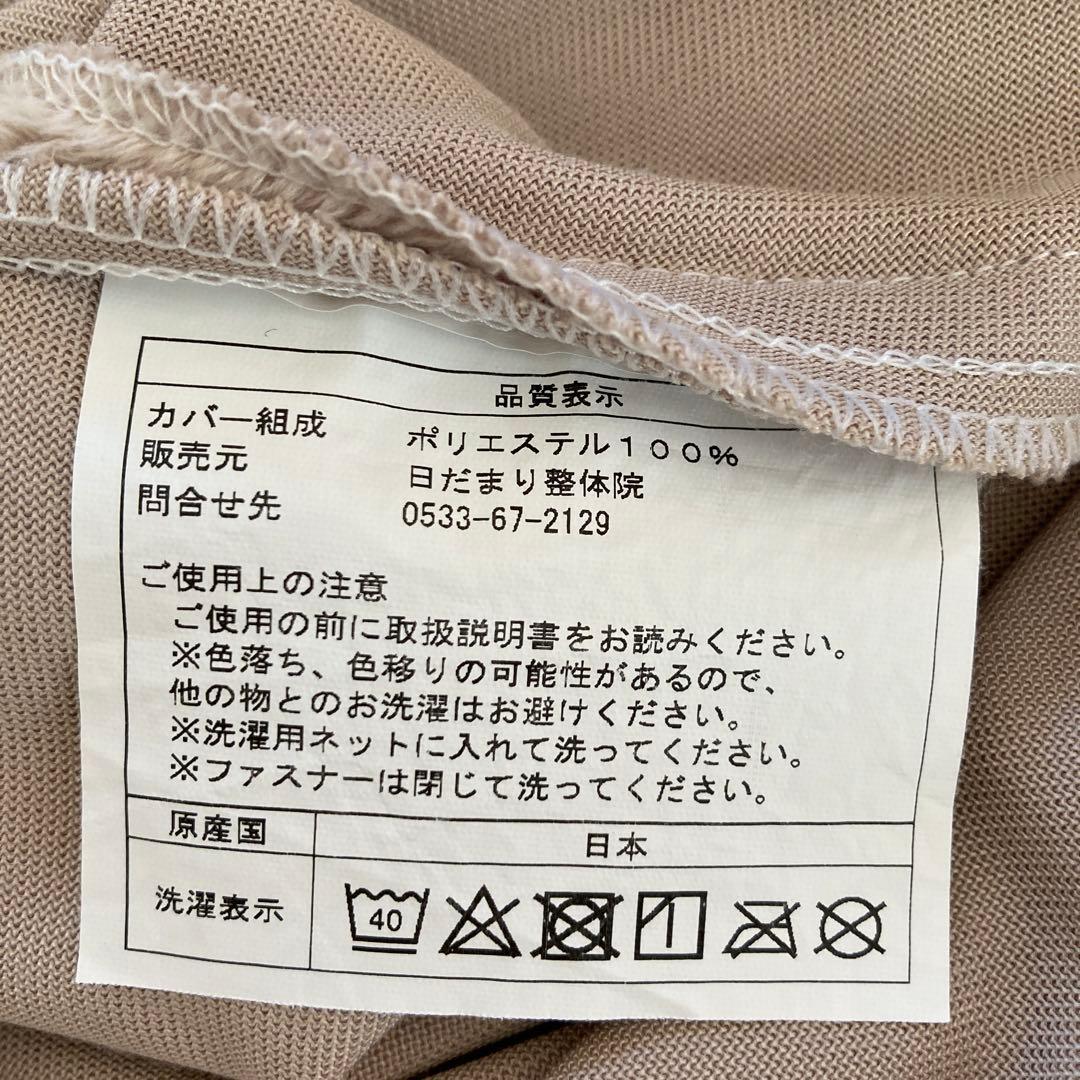 品質表示
カバー組成 ポリエステル１００％
販売元 日だまり整体院
問合せ先 0533-67-2129
ご使用上の注意
ご使用の前に取扱説明書をお読みください。
※色落ち、色移りの可能性があるので、
他の物とのお洗濯はお避けください。
※洗濯用ネットに入れて洗ってください。
※ファスナーは閉じて洗ってください。
原産国 日本
洗濯表示 40